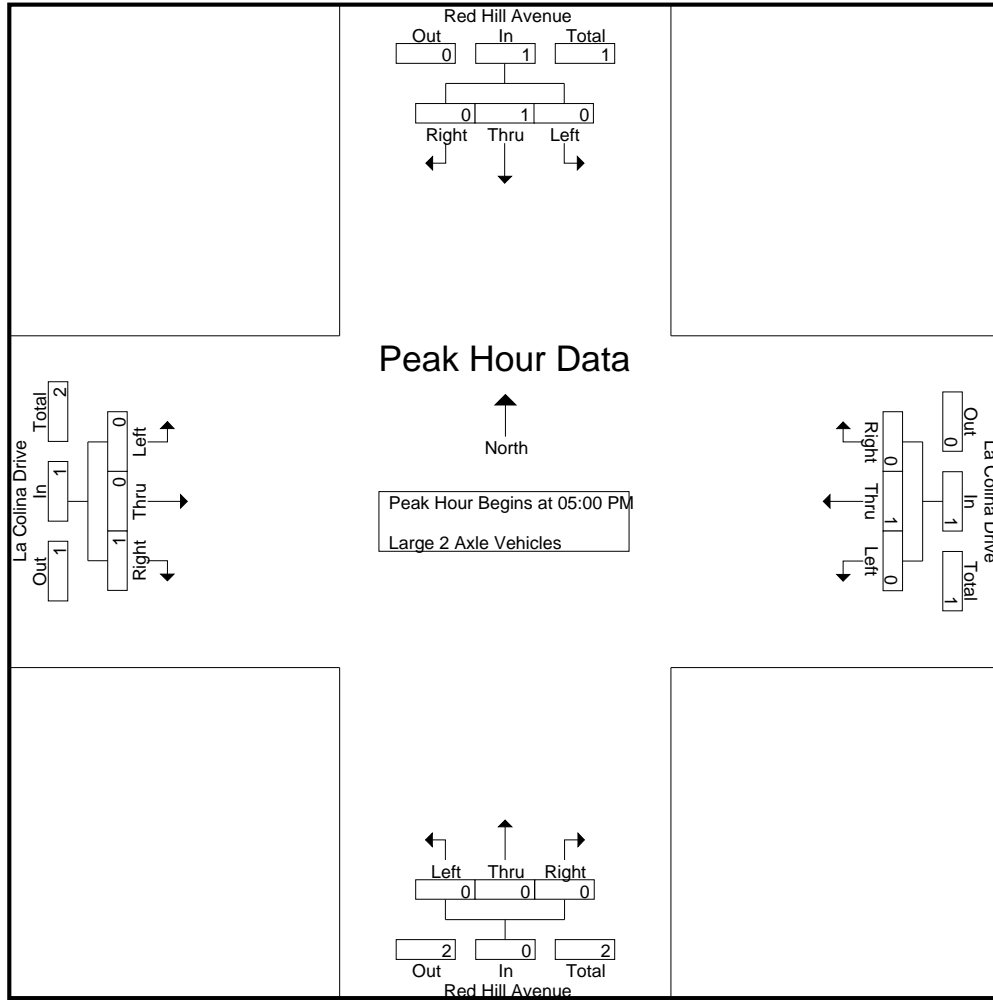 Red Hill Avenue
Out In Total
0 1 1
0 1 0
Right Thru Left
Peak Hour Data
North
Peak Hour Begins at 05:00 PM
Large 2 Axle Vehicles
La Colina Drive
Out In Total
1 1 2
Left Thru Right
0 0 1
La Colina Drive
Out In Total
0 1 1
Right Thru Left
0 1 0
Left Thru Right
0 0 0
2 0 2
Out In Total
Red Hill Avenue